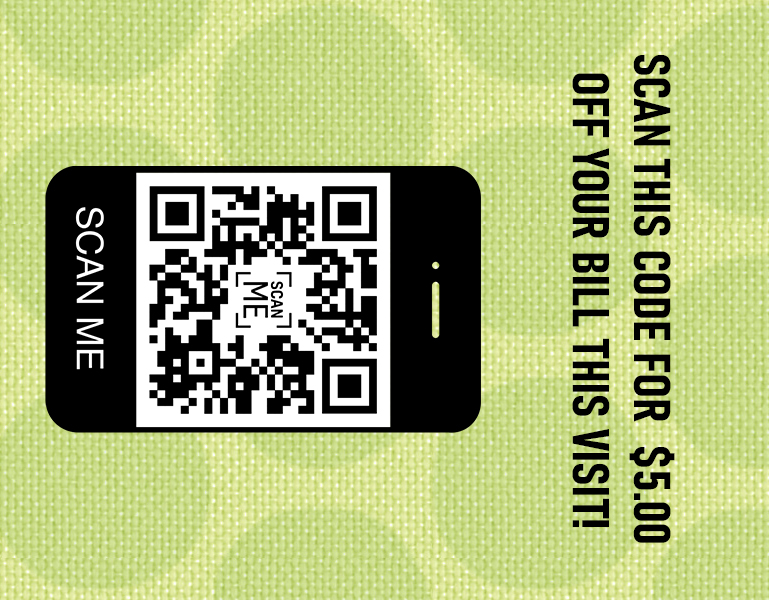 SCAN THIS CODE FOR $5.00
OFF YOUR BILL THIS VISIT!
SCAN
ME
SCAN ME